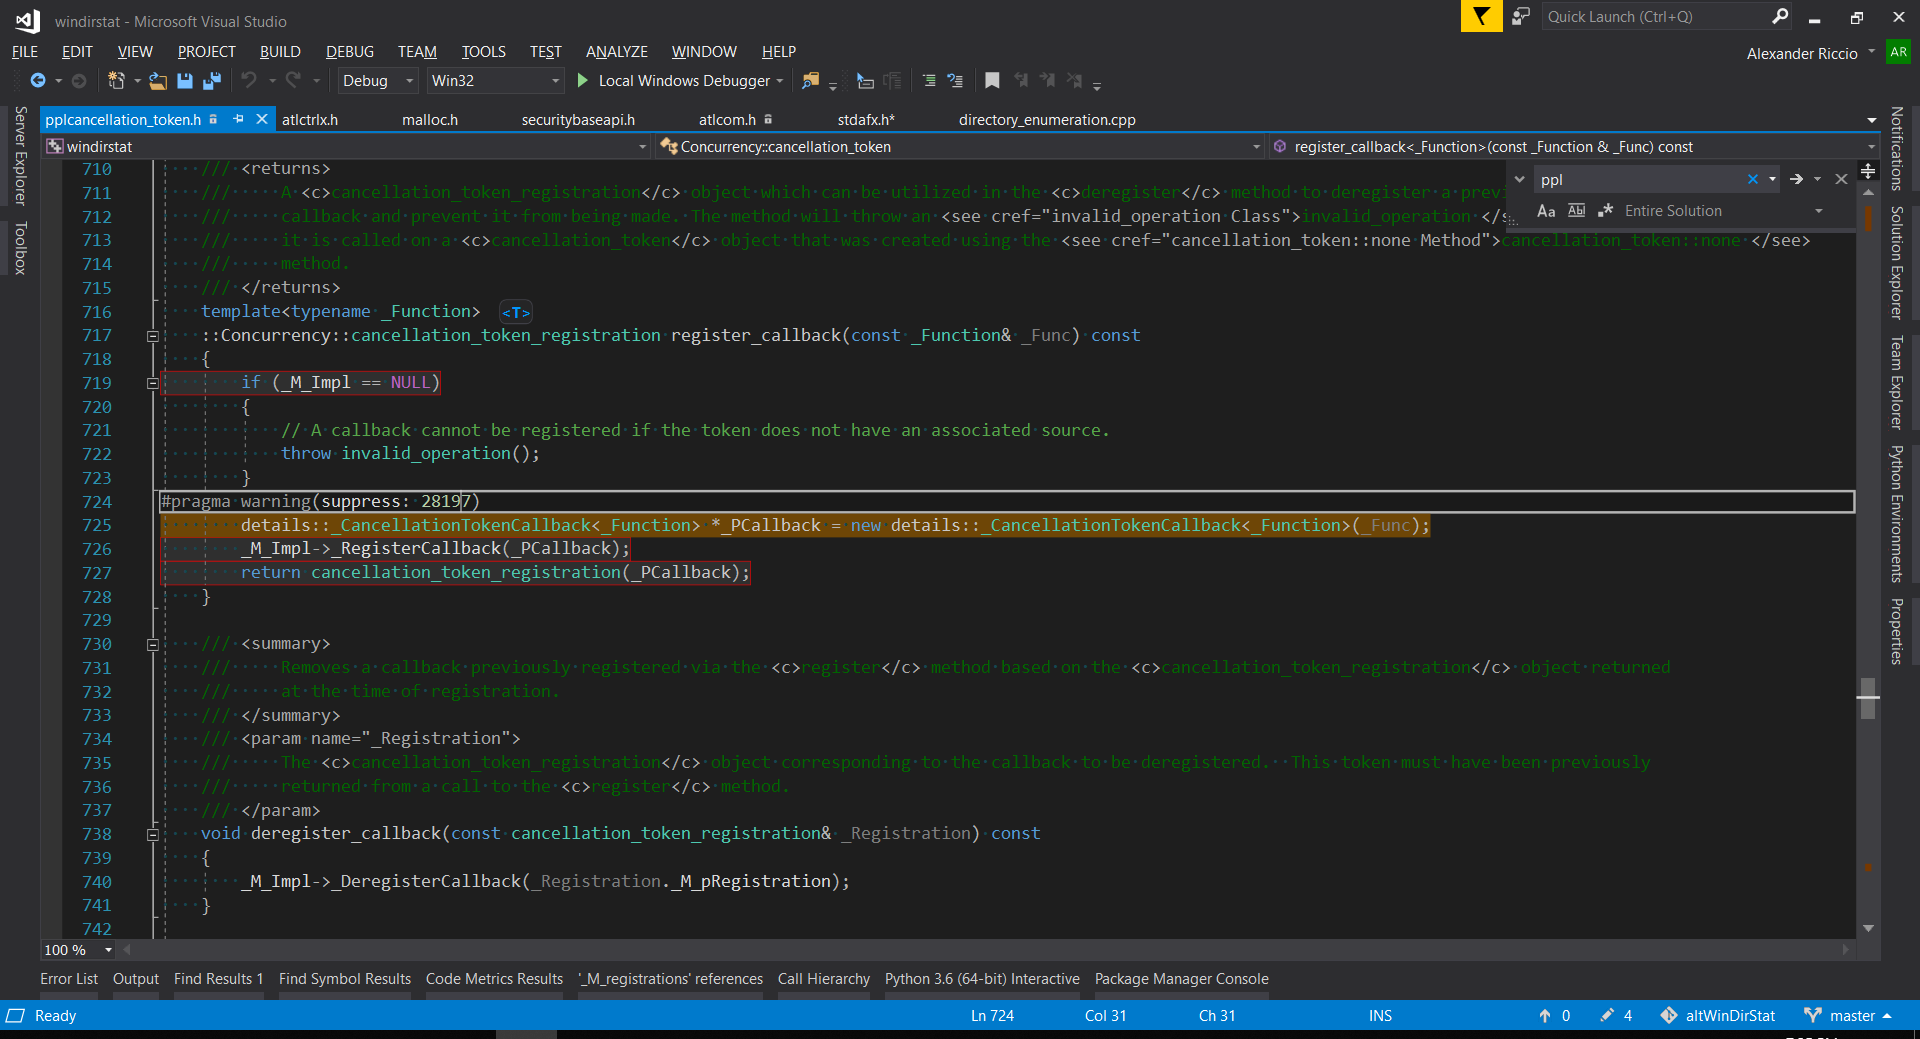 windirstat - Microsoft Visual Studio
Quick Launch (Ctrl+Q)
FILE EDIT VIEW PROJECT BUILD DEBUG TEAM TOOLS TEST ANALYZE WINDOW HELP
Alexander Riccio AR
Debug Win32 Local Windows Debugger
Server Explorer
Toolbox
pplcancellation_token.h atlctrlx.h malloc.h securitybaseapi.h atlcom.h stdafx.h* directory_enumeration.cpp
windirstat Concurrency::cancellation_token register_callback<_Function>(const _Function & _Func) const
ppl
Aa Abl .* Entire Solution
710 /// <returns>
711 /// A <c>cancellation_token_registration</c> object which can be utilized in the <c>deregister</c> method to deregister a previ
712 /// callback and prevent it from being made. The method will throw an <see cref="invalid_operation Class">invalid_operation </s
713 /// it is called on a <c>cancellation_token</c> object that was created using the <see cref="cancellation_token::none Method">cancellation_token::none </see>
714 /// method.
715 /// </returns>
716 template<typename _Function> <T>
717 ::Concurrency::cancellation_token_registration register_callback(const _Function& _Func) const
718 {
719 if (_M_Impl == NULL)
720 {
721 // A callback cannot be registered if the token does not have an associated source.
722 throw invalid_operation();
723 }
724 #pragma warning(suppress: 28197)
725 details::_CancellationTokenCallback<_Function> *_PCallback = new details::_CancellationTokenCallback<_Function>(_Func);
726 _M_Impl->_RegisterCallback(_PCallback);
727 return cancellation_token_registration(_PCallback);
728 }
729
730 /// <summary>
731 /// Removes a callback previously registered via the <c>register</c> method based on the <c>cancellation_token_registration</c> object returned
732 /// at the time of registration.
733 /// </summary>
734 /// <param name="_Registration">
735 /// The <c>cancellation_token_registration</c> object corresponding to the callback to be deregistered. This token must have been previously
736 /// returned from a call to the <c>register</c> method.
737 /// </param>
738 void deregister_callback(const cancellation_token_registration& _Registration) const
739 {
740 _M_Impl->_DeregisterCallback(_Registration._M_pRegistration);
741 }
742
Notifications
Solution Explorer
Team Explorer
Python Environments
Properties
100 %
Error List Output Find Results 1 Find Symbol Results Code Metrics Results '_M_registrations' references Call Hierarchy Python 3.6 (64-bit) Interactive Package Manager Console
Ready Ln 724 Col 31 Ch 31 INS 0 4 altWinDirStat master